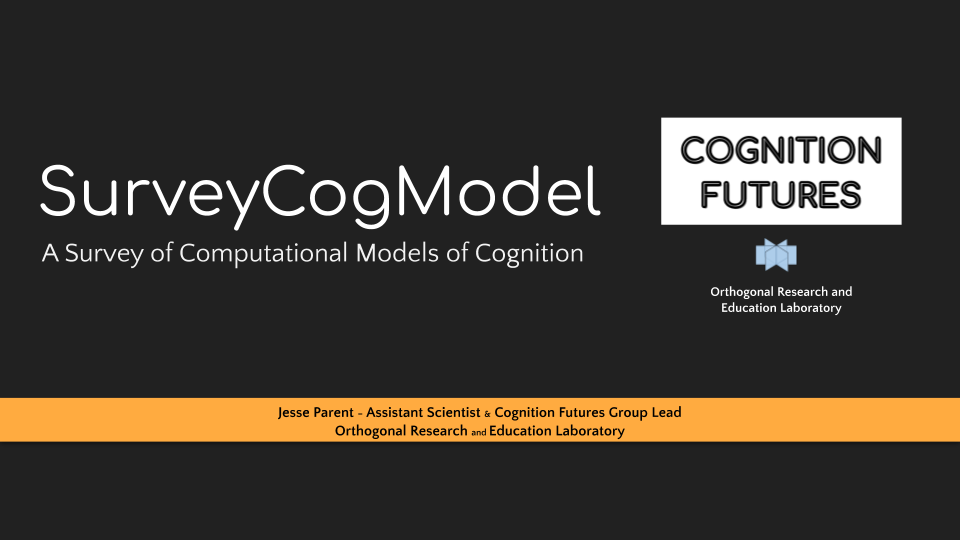 SurveyCogModel
A Survey of Computational Models of Cognition
COGNITION
FUTURES
Orthogonal Research and
Education Laboratory
Jesse Parent - Assistant Scientist & Cognition Futures Group Lead
Orthogonal Research and Education Laboratory